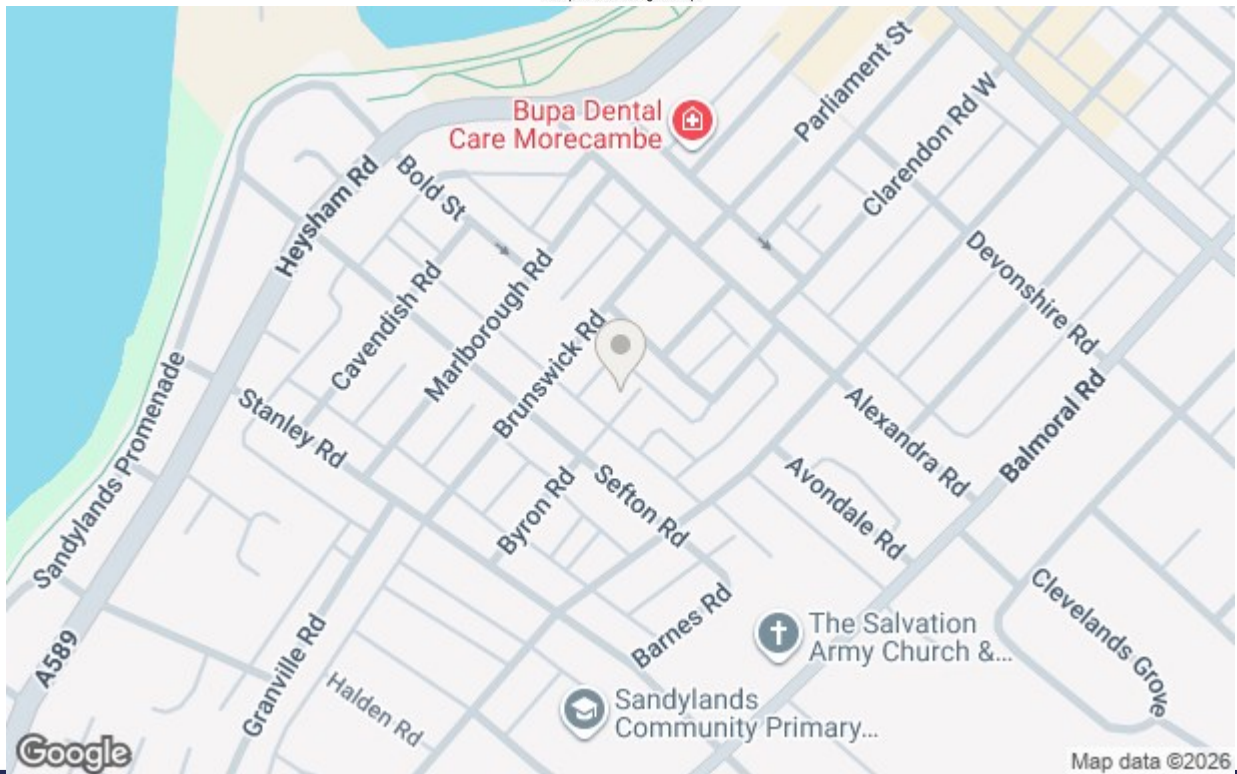 Parliament St
Bupa Dental
Care Morecambe
Clarendon Rd W
Bold St
Heysham Rd
Devonshire Rd
Cavendish Rd
Marlborough Rd
Brunswick Rd
Sandylands Promenade
Stanley Rd
Alexandra Rd
Balmoral Rd
Avondale Rd
Sefton Rd
Byron Rd
Clevelands Grove
Barnes Rd
The Salvation
Army Church &...
A589
Granville Rd
Halden Rd
Sandylands
Community Primary...
Google
Map data ©2026